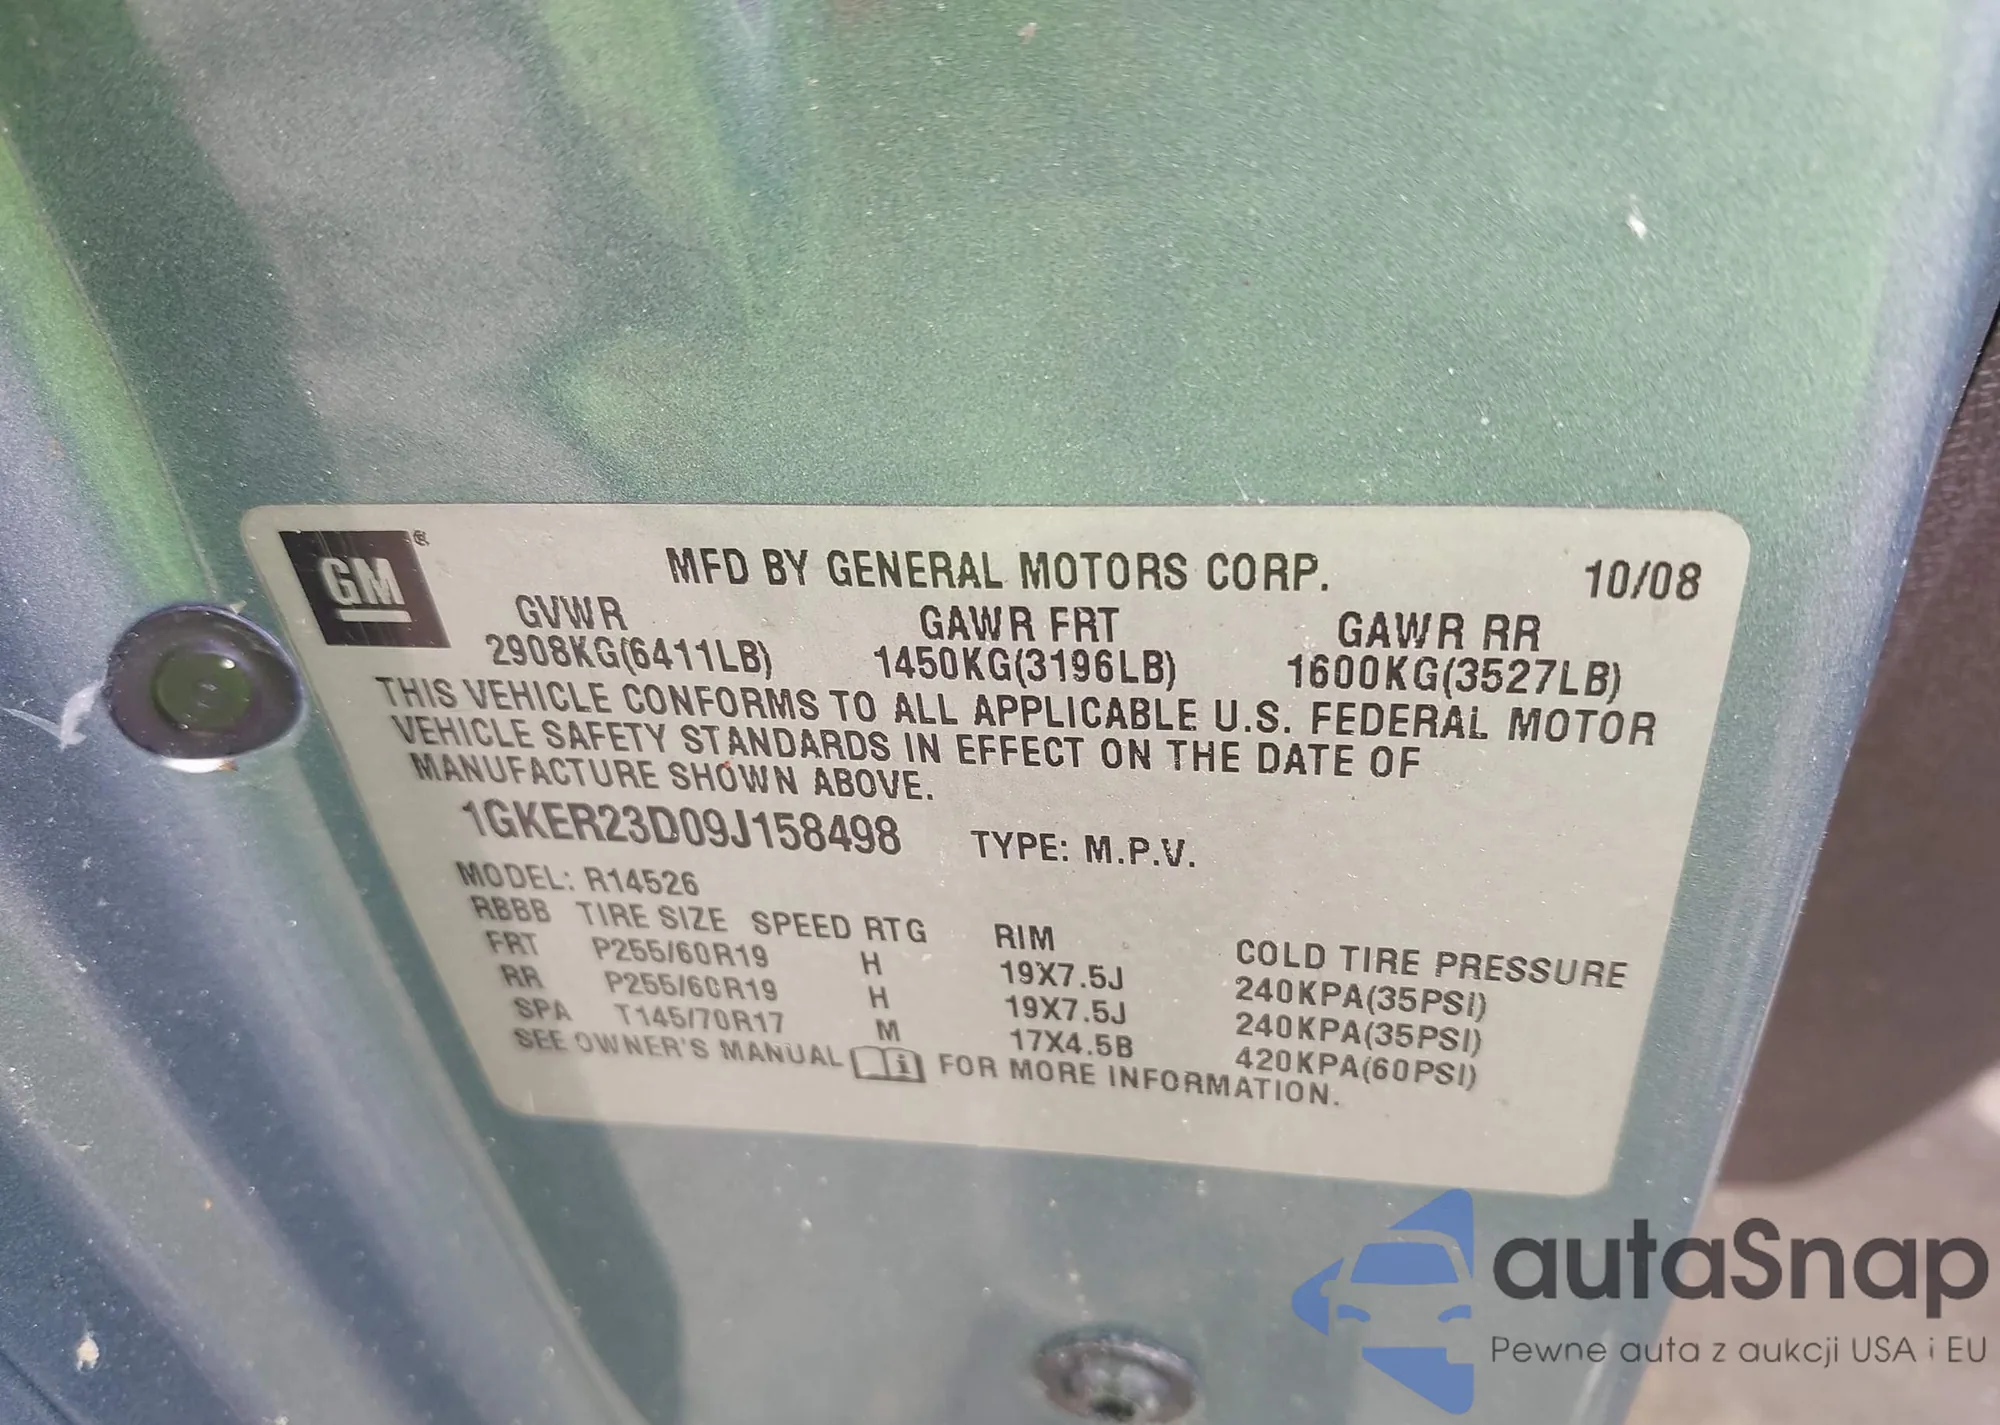 GM®
MFD BY GENERAL MOTORS CORP. 10/08
GVWR GAWR FRT GAWR RR
2908KG(6411LB) 1450KG(3196LB) 1600KG(3527LB)
THIS VEHICLE CONFORMS TO ALL APPLICABLE U.S. FEDERAL MOTOR
VEHICLE SAFETY STANDARDS IN EFFECT ON THE DATE OF
MANUFACTURE SHOWN ABOVE.
1GKER23D09J158498 TYPE: M.P.V.
MODEL: R14526
RBBB TIRE SIZE SPEED RTG RIM COLD TIRE PRESSURE
FRT P255/60R19 H 19X7.5J 240KPA(35PSI)
RR P255/60R19 H 19X7.5J 240KPA(35PSI)
SPA T145/70R17 M 17X4.5B 420KPA(60PSI)
SEE OWNER'S MANUAL i FOR MORE INFORMATION.
autaSnap
Pewne auta z aukcji USA i EU